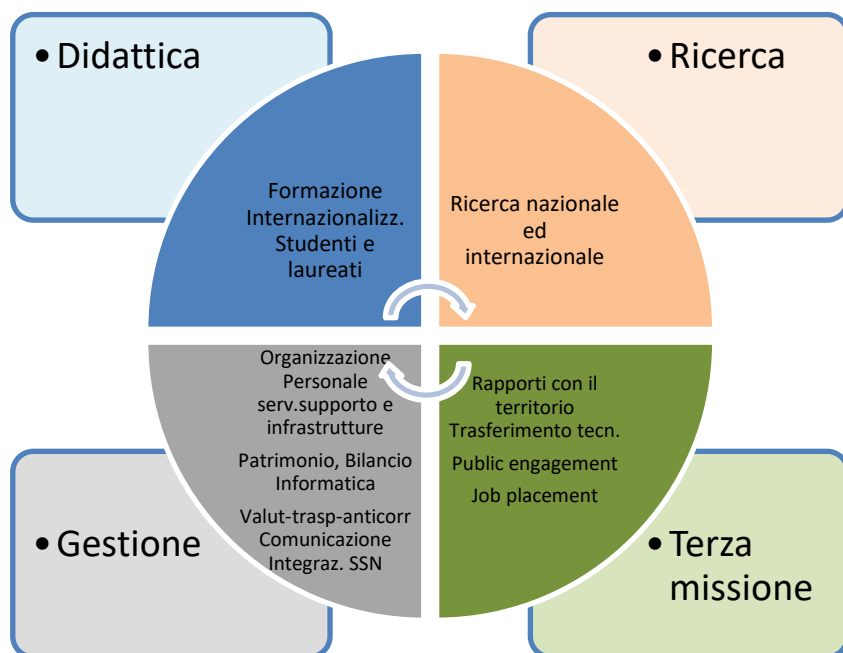 • Didattica
• Ricerca
Formazione
Internazionalizz.
Studenti e
laureati
Ricerca nazionale
ed
internazionale
Organizzazione
Personale
serv.supporto e
infrastrutture
Patrimonio, Bilancio
Informatica
Valut-trasp-anticorr
Comunicazione
Integraz. SSN
Rapporti con il
territorio
Trasferimento tecn.
Public engagement
Job placement
• Gestione
• Terza
missione